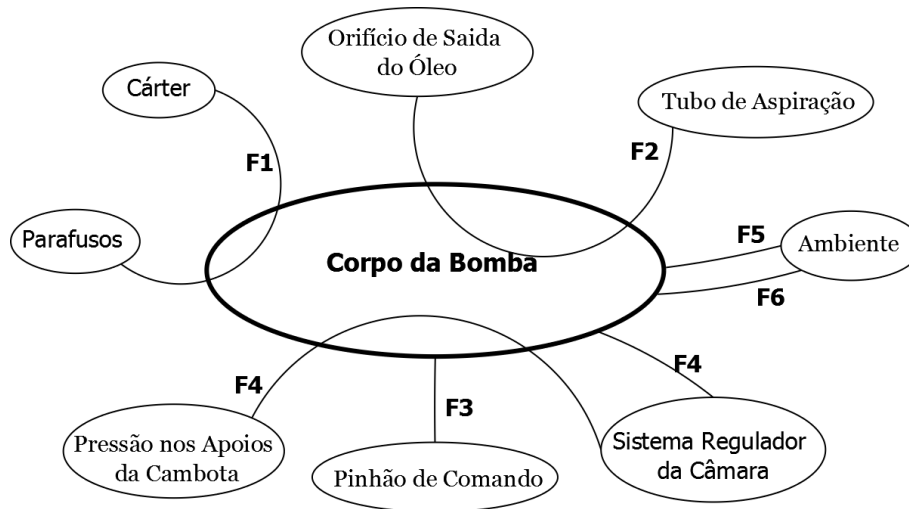 Orifício de Saida
do Óleo
Cárter
Tubo de Aspiração
F1
F2
Parafusos
F5
Ambiente
Corpo da Bomba
F6
F4
F4
F3
Pressão nos Apoios
da Cambota
Sistema Regulador
da Câmara
Pinhão de Comando